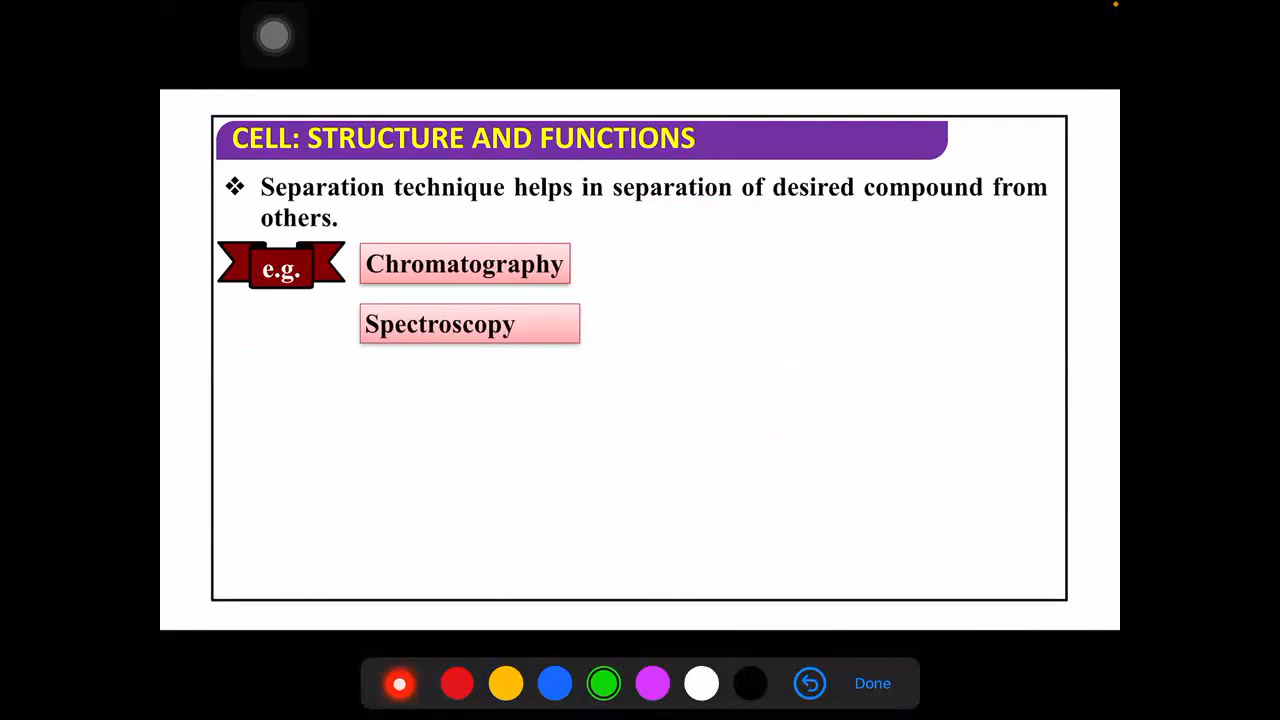 CELL: STRUCTURE AND FUNCTIONS
❖ Separation technique helps in separation of desired compound from
others.
e.g. Chromatography
Spectroscopy
Done